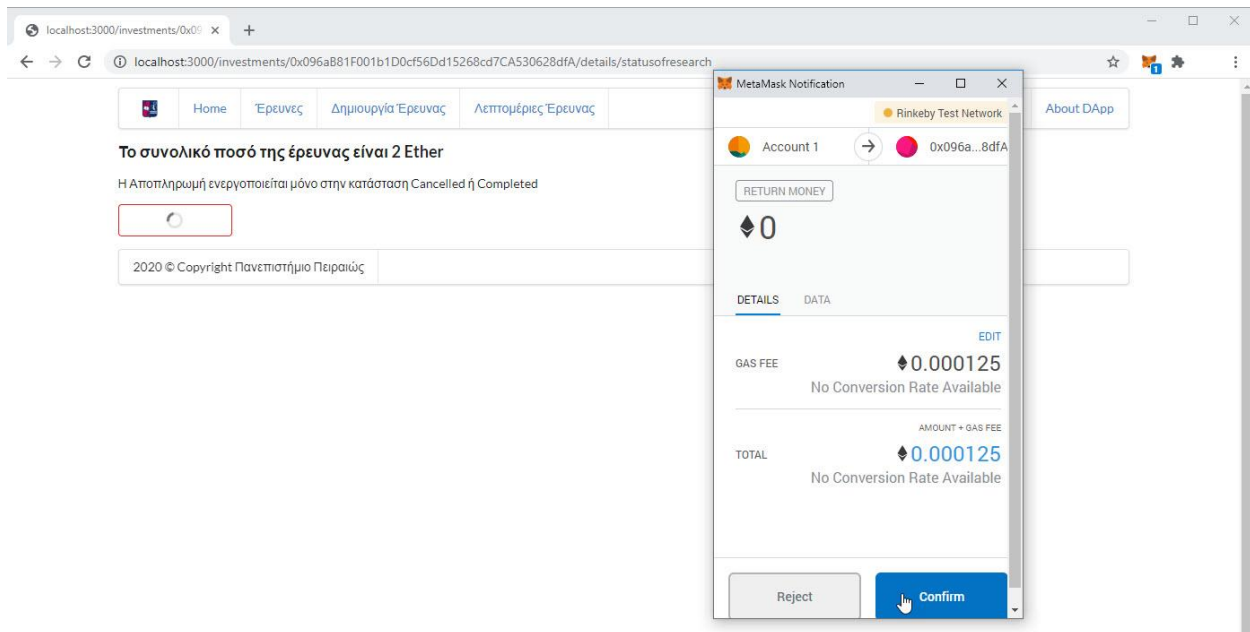 localhost:3000/investments/0x09
localhost:3000/investments/0x096aB81F001b1D0cf56Dd15268cd7CA530628dfA/details/statusofresearch
1
Home Έρευνες Δημιουργία Έρευνας Λεπτομέριες Έρευνας About DApp
Το συνολικό ποσό της έρευνας είναι 2 Ether
Η Αποπληρωμή ενεργοποιείται μόνο στην κατάσταση Cancelled ή Completed
2020 © Copyright Πανεπιστήμιο Πειραιώς
MetaMask Notification
Rinkeby Test Network
Account 1 0x096a...8dfA
RETURN MONEY
0
DETAILS DATA
EDIT
GAS FEE 0.000125
No Conversion Rate Available
AMOUNT + GAS FEE
TOTAL 0.000125
No Conversion Rate Available
Reject Confirm